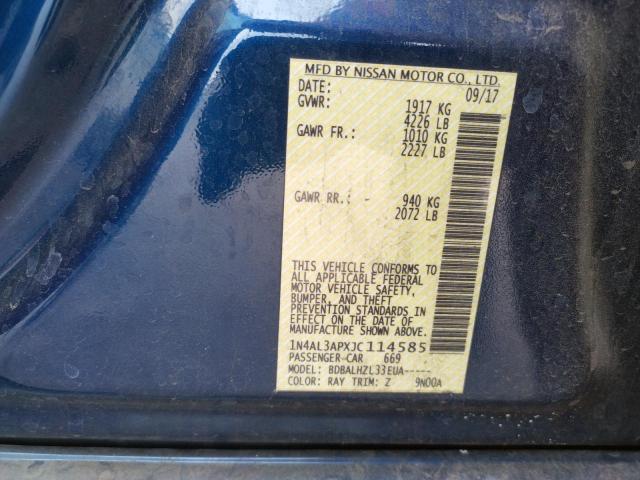 MFD BY NISSAN MOTOR CO., LTD.
DATE: 09/17
GVWR: 1917 KG
4226 LB
GAWR FR.: 1010 KG
2227 LB
GAWR RR.: - 940 KG
2072 LB
THIS VEHICLE CONFORMS TO
ALL APPLICABLE FEDERAL
MOTOR VEHICLE SAFETY,
BUMPER, AND THEFT
PREVENTION STANDARDS IN
EFFECT ON THE DATE OF
MANUFACTURE SHOWN ABOVE.
1N4AL3APXJC114585
PASSENGER-CAR 669
MODEL: BDBALHZL33EUA-----
COLOR: RAY TRIM: Z 9N00A